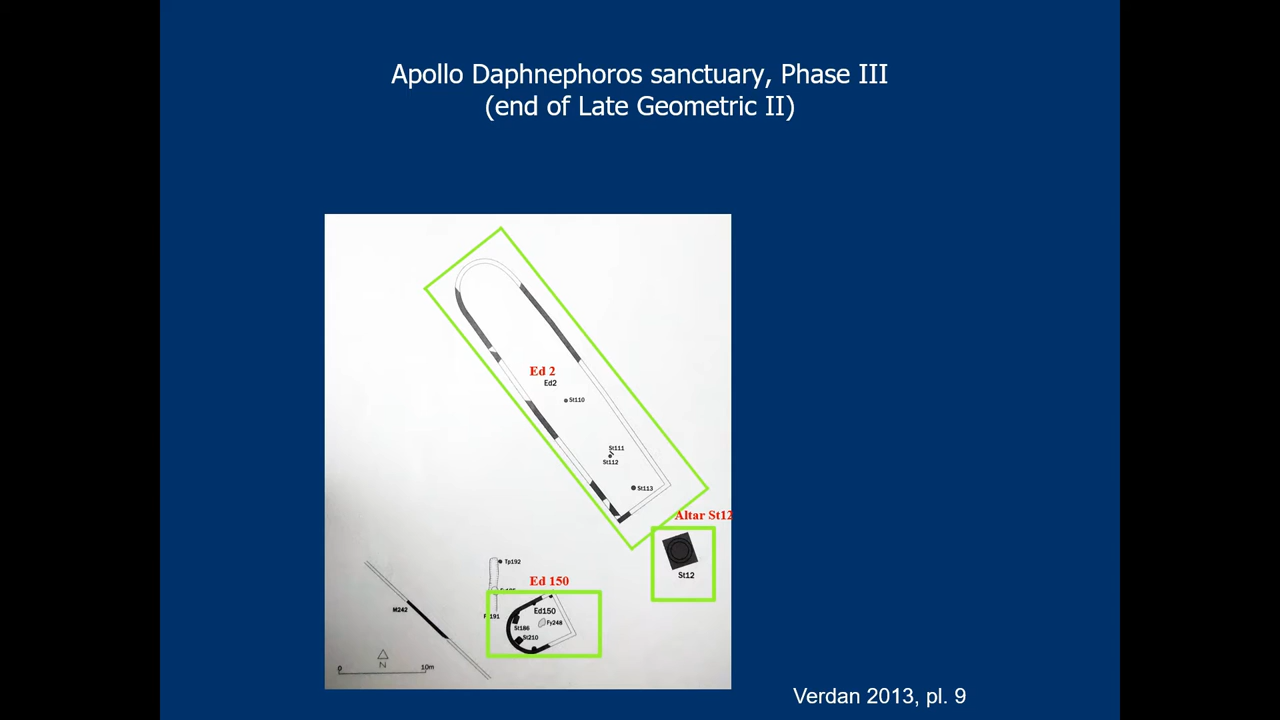 Apollo Daphnephoros sanctuary, Phase III
(end of Late Geometric II)
Ed 2
Ed2
St110
St111
St112
St113
Altar St12
St12
Tp192
Ed 150
Ed150
St186
Fy248
St210
M242
N
0 10m
Verdan 2013, pl. 9